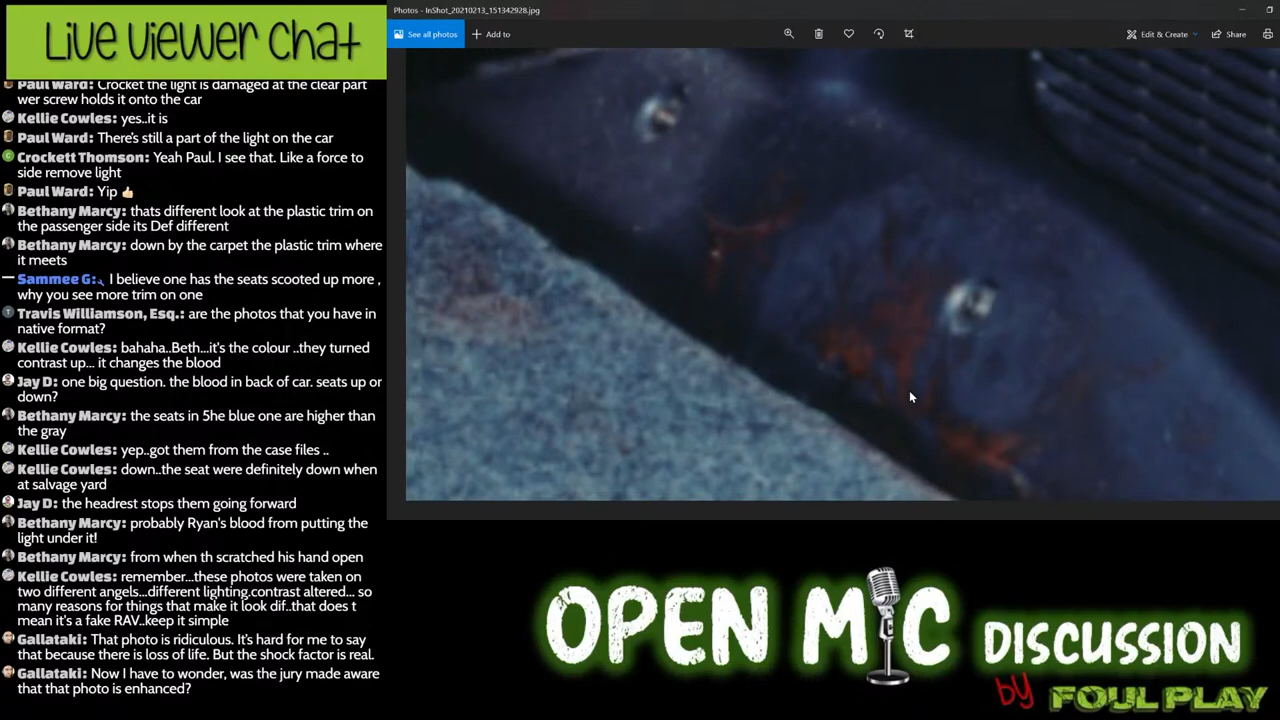 Live viewer chat
Photos - InShot_20210213_151342928.jpg
See all photos
Add to
Edit & Create
Share
Paul Ward: Crocket the light is damaged at the clear part
wer screw holds it onto the car
Kellie Cowles: yes..it is
Paul Ward: There's still a part of the light on the car
Crockett Thomson: Yeah Paul. I see that. Like a force to
side remove light
Paul Ward: Yip 👍🏻
Bethany Marcy: thats different look at the plastic trim on
the passenger side its Def different
Bethany Marcy: down by the carpet the plastic trim where
it meets
Sammee G: I believe one has the seats scooted up more ,
why you see more trim on one
Travis Williamson, Esq.: are the photos that you have in
native format?
Kellie Cowles: bahaha..Beth...it's the colour ..they turned
contrast up... it changes the blood
Jay D: one big question. the blood in back of car. seats up or
down?
Bethany Marcy: the seats in 5he blue one are higher than
the gray
Kellie Cowles: yep..got them from the case files ..
Kellie Cowles: down..the seat were definitely down when
at salvage yard
Jay D: the headrest stops them going forward
Bethany Marcy: probably Ryan's blood from putting the
light under it!
Bethany Marcy: from when th scratched his hand open
Kellie Cowles: remember...these photos were taken on
two different angels...different lighting.contrast altered... so
many reasons for things that make it look dif..that does t
mean it's a fake RAV..keep it simple
Gallataki: That photo is ridiculous. It's hard for me to say
that because there is loss of life. But the shock factor is real.
Gallataki: Now I have to wonder, was the jury made aware
that that photo is enhanced?
OPEN MIC DISCUSSION
by FOUL PLAY